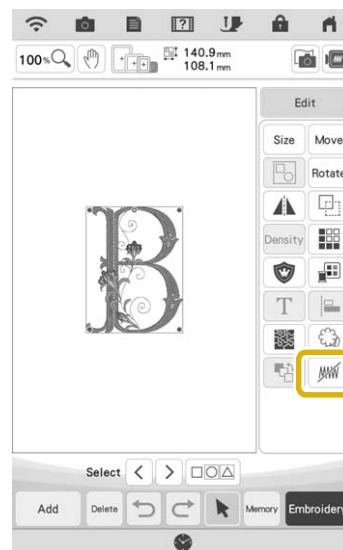 ?
100% 140.9mm
108.1mm
Edit
Size Move
Rotate
Density
T
B
Select < >
Add Delete Memory Embroidery